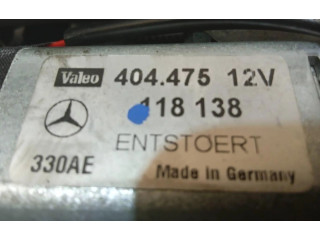 Valeo 404.475 12V
118 138
ENTSTOERT
330AE Made in Germany